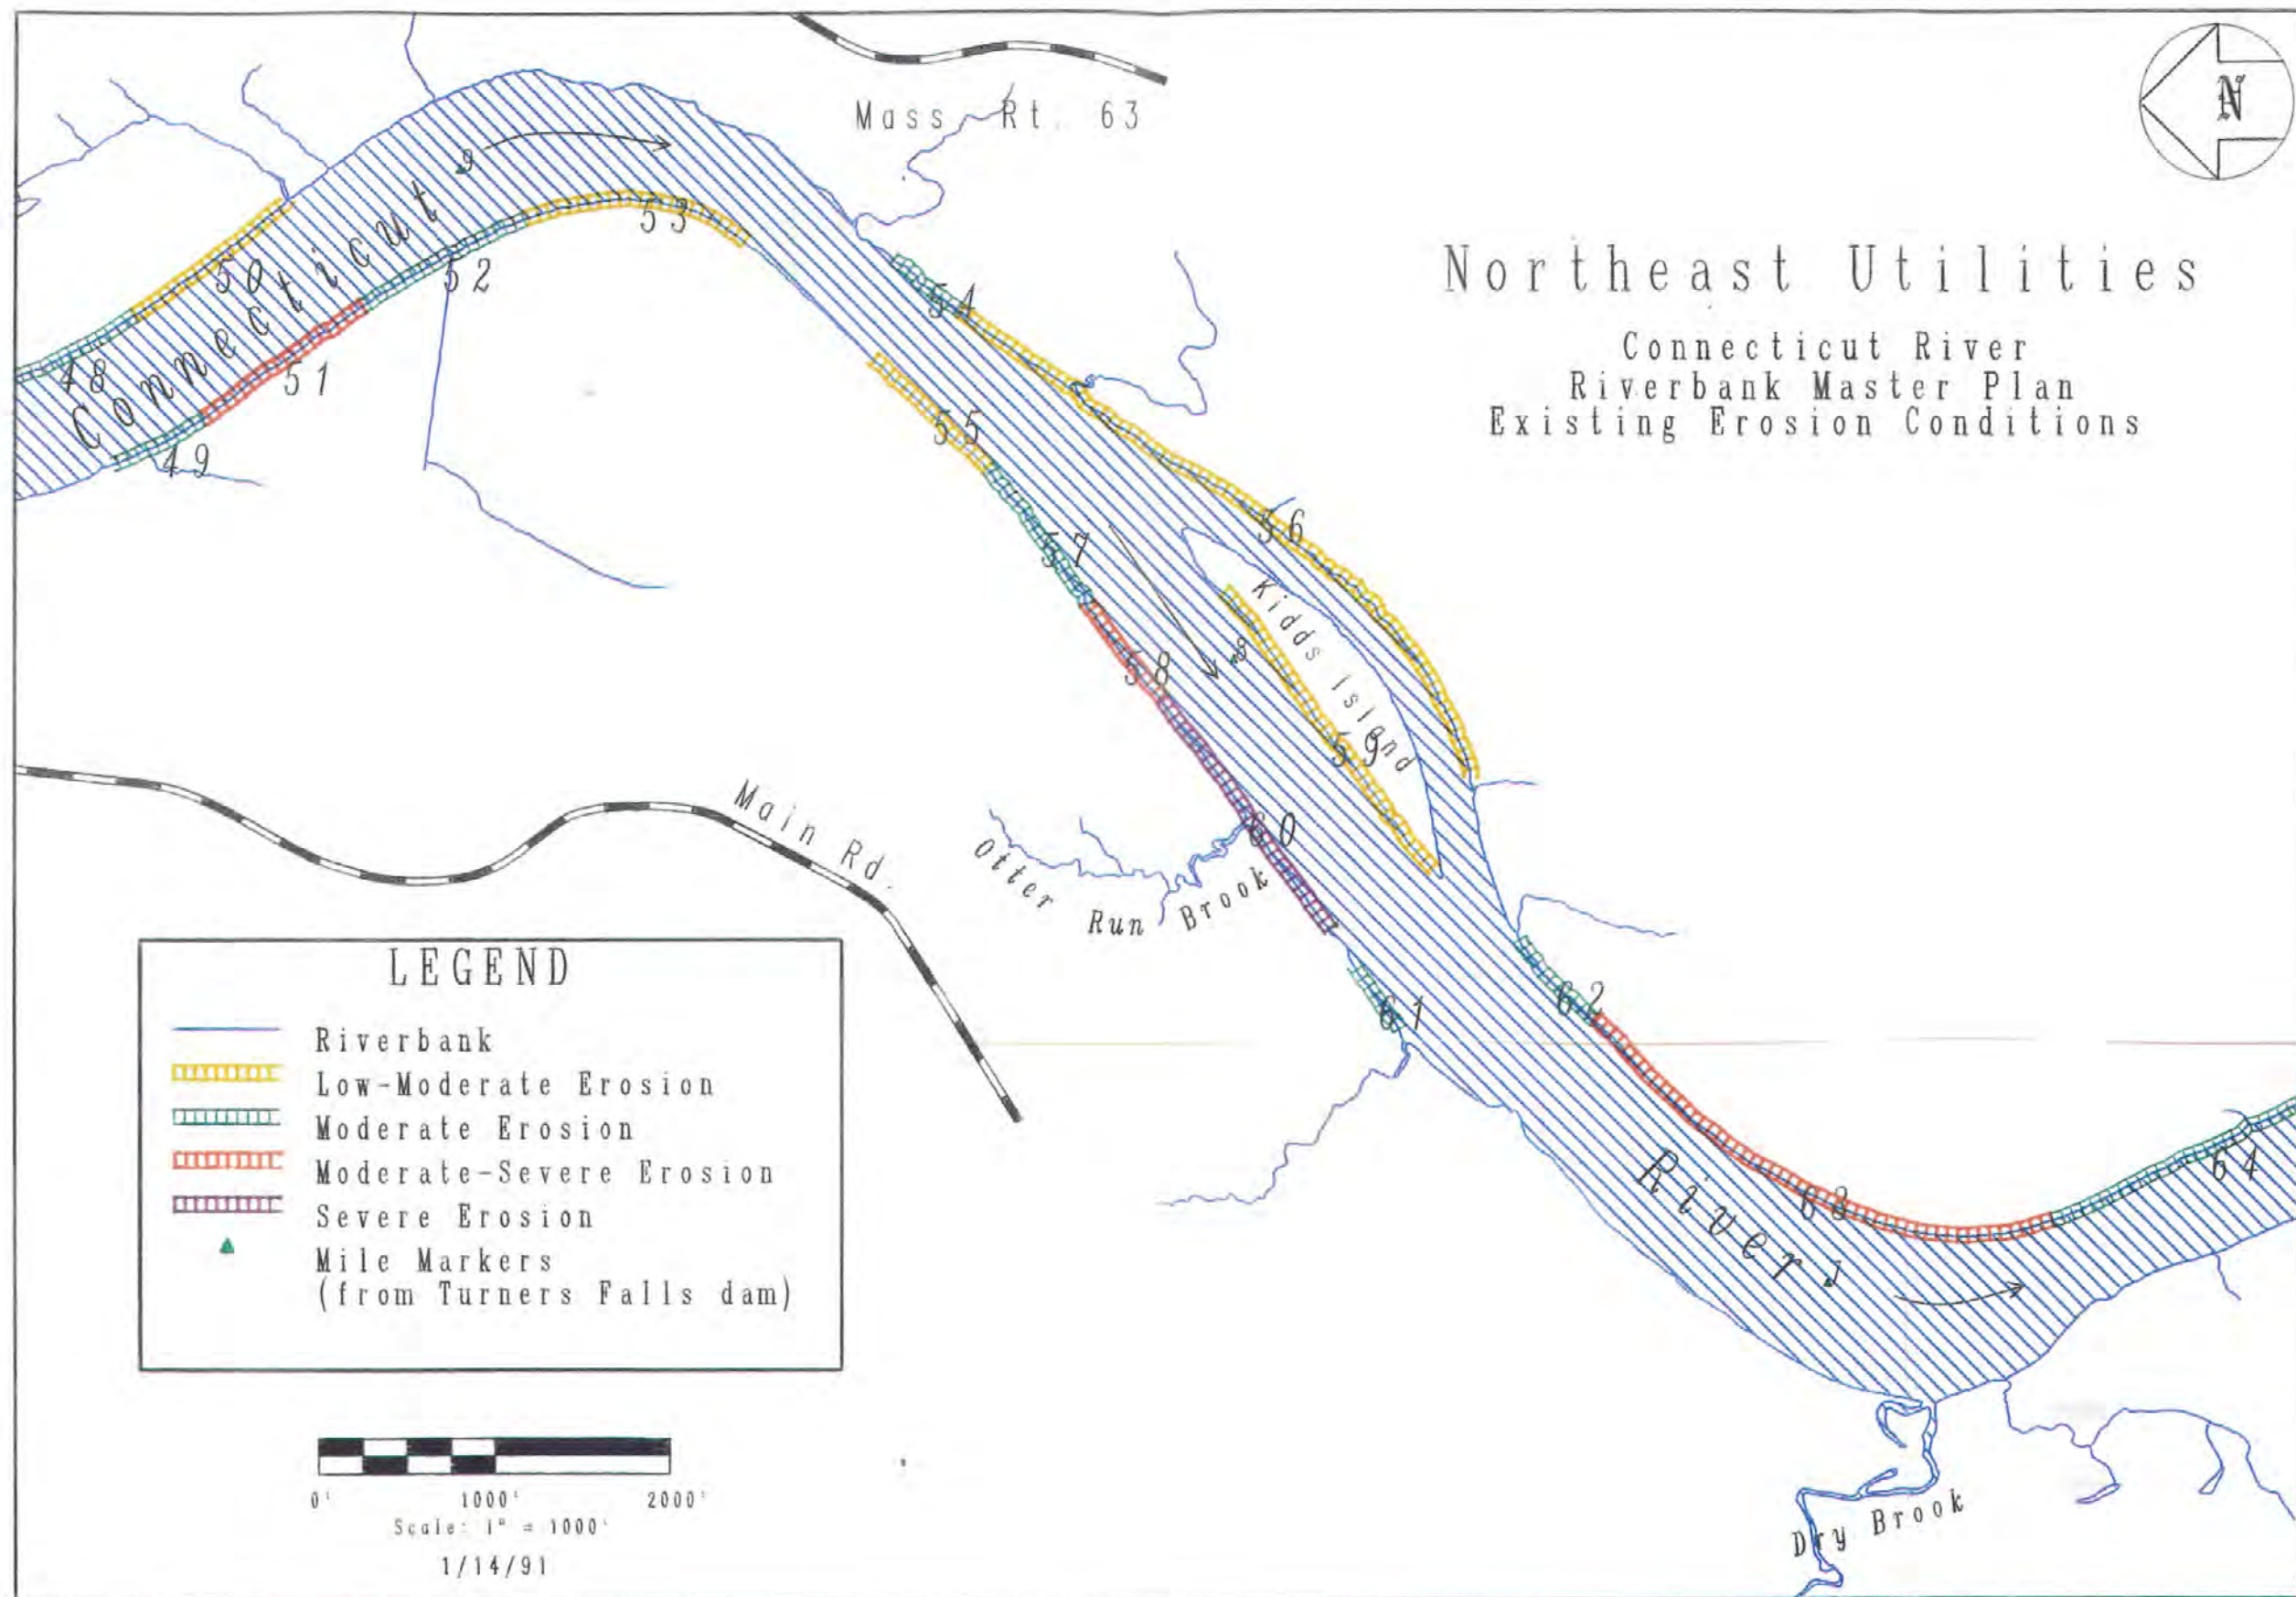 Mass. Rt. 63
N
9
Northeast Utilities
Connecticut River
Riverbank Master Plan
Existing Erosion Conditions
Connecticut
48
49
50
51
52
53
54
55
56
57
58
8
Kidds Island
59
Main Rd.
60
Otter Run Brook
61
62
River
63
64
7
Dry Brook
LEGEND
Riverbank
Low-Moderate Erosion
Moderate Erosion
Moderate-Severe Erosion
Severe Erosion
Mile Markers
(from Turners Falls dam)
0' 1000' 2000'
Scale: 1" = 1000'
1/14/91